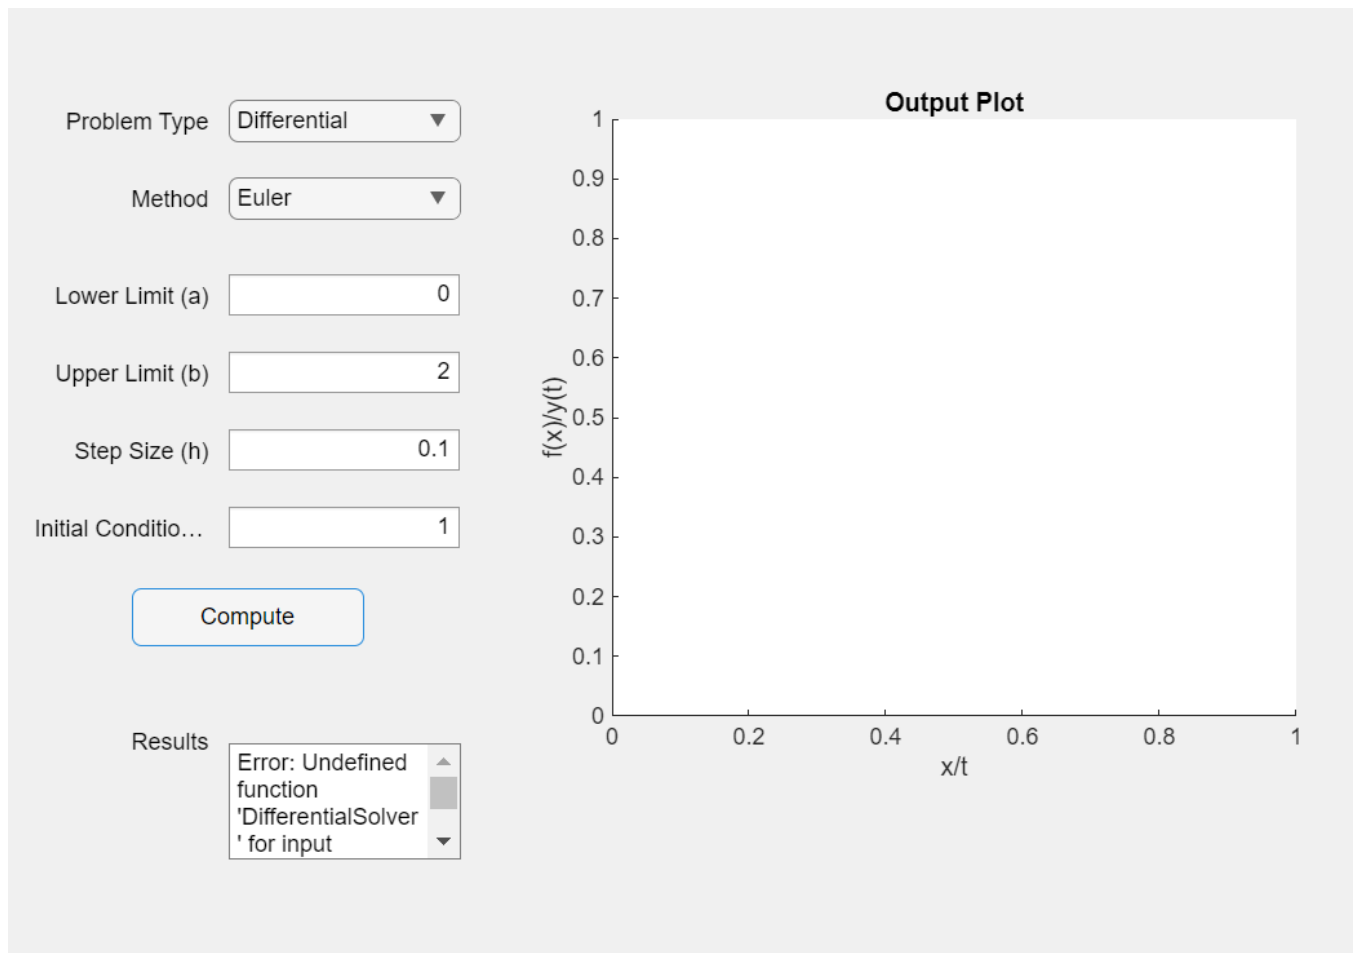 Problem Type
Differential
Method
Euler
Lower Limit (a)
0
Upper Limit (b)
2
Step Size (h)
0.1
Initial Conditio...
1
Compute
Results
Error: Undefined
function
'DifferentialSolver
' for input
Output Plot
1
0.9
0.8
0.7
0.6
0.5
0.4
0.3
0.2
0.1
0
f(x)/y(t)
0
0.2
0.4
0.6
0.8
1
x/t